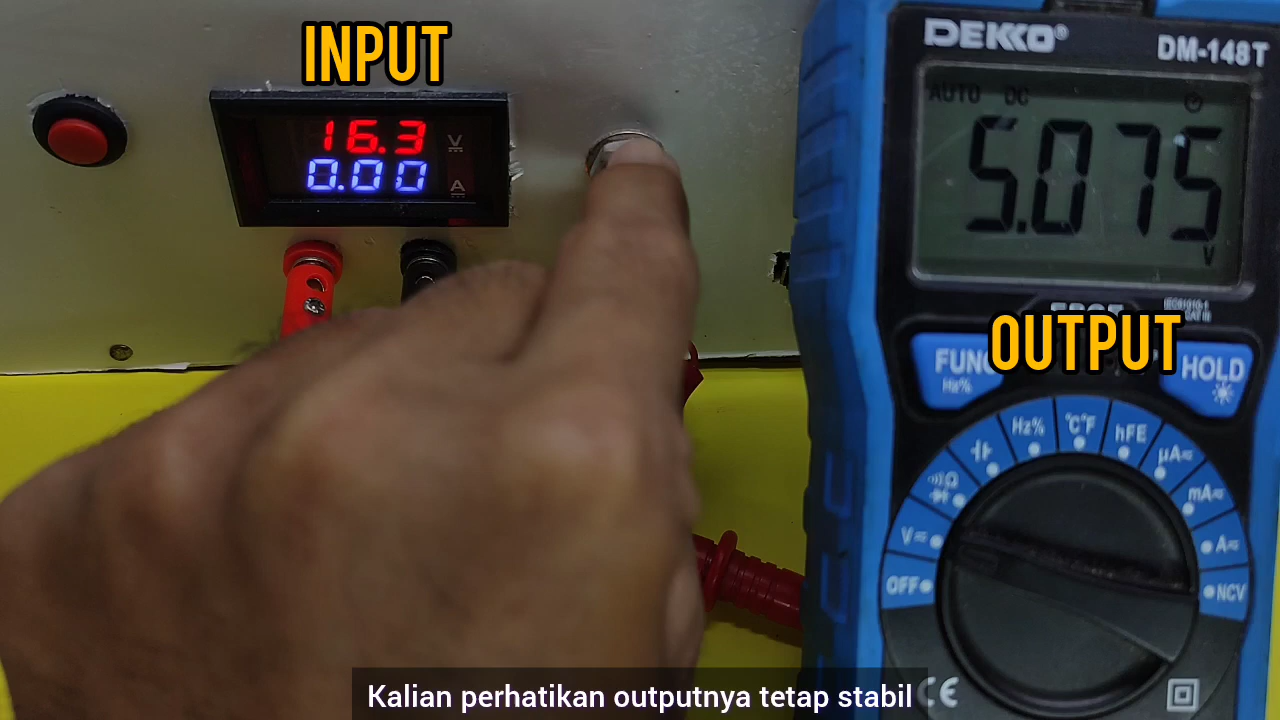 INPUT
16.3 V
0.00 A
DEKKO®
DM-148T
AUTO DC
5.075
V
OUTPUT
FUNC
Hz%
HOLD
Hz%
°C°F
hFE
µA
mA
A
NCV
V
Ω
OFF
CE
Kalian perhatikan outputnya tetap stabil